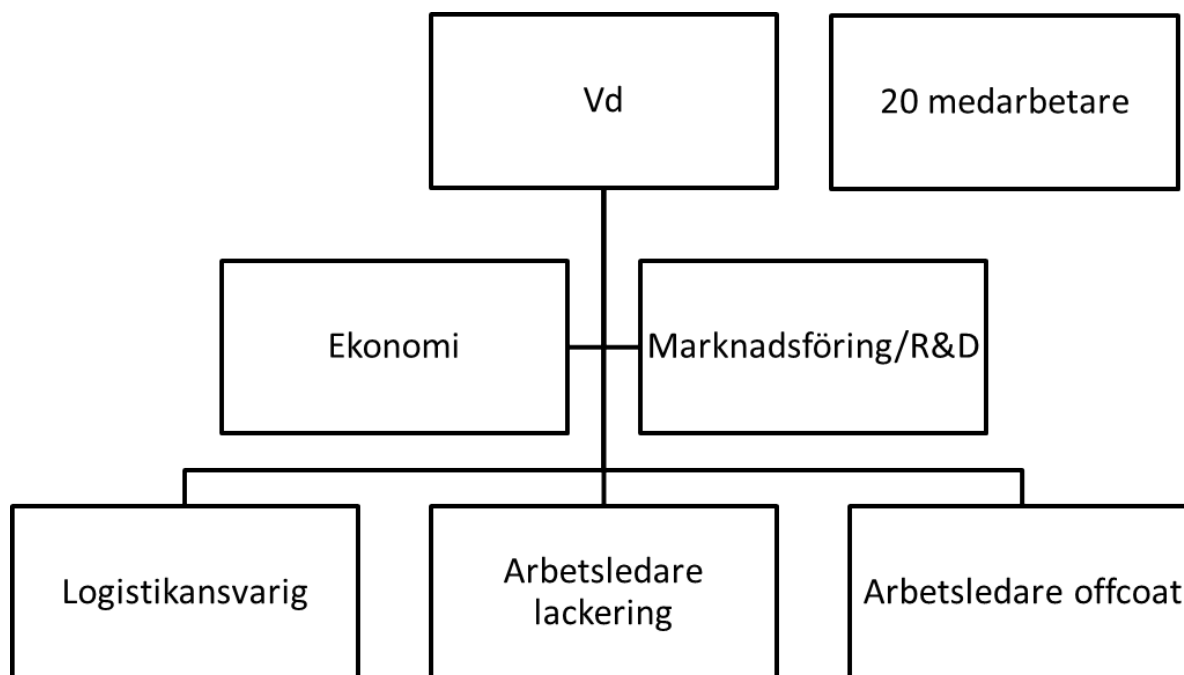 Vd
20 medarbetare
Ekonomi
Marknadsföring/R&D
Logistikansvarig
Arbetsledare
lackering
Arbetsledare offcoat